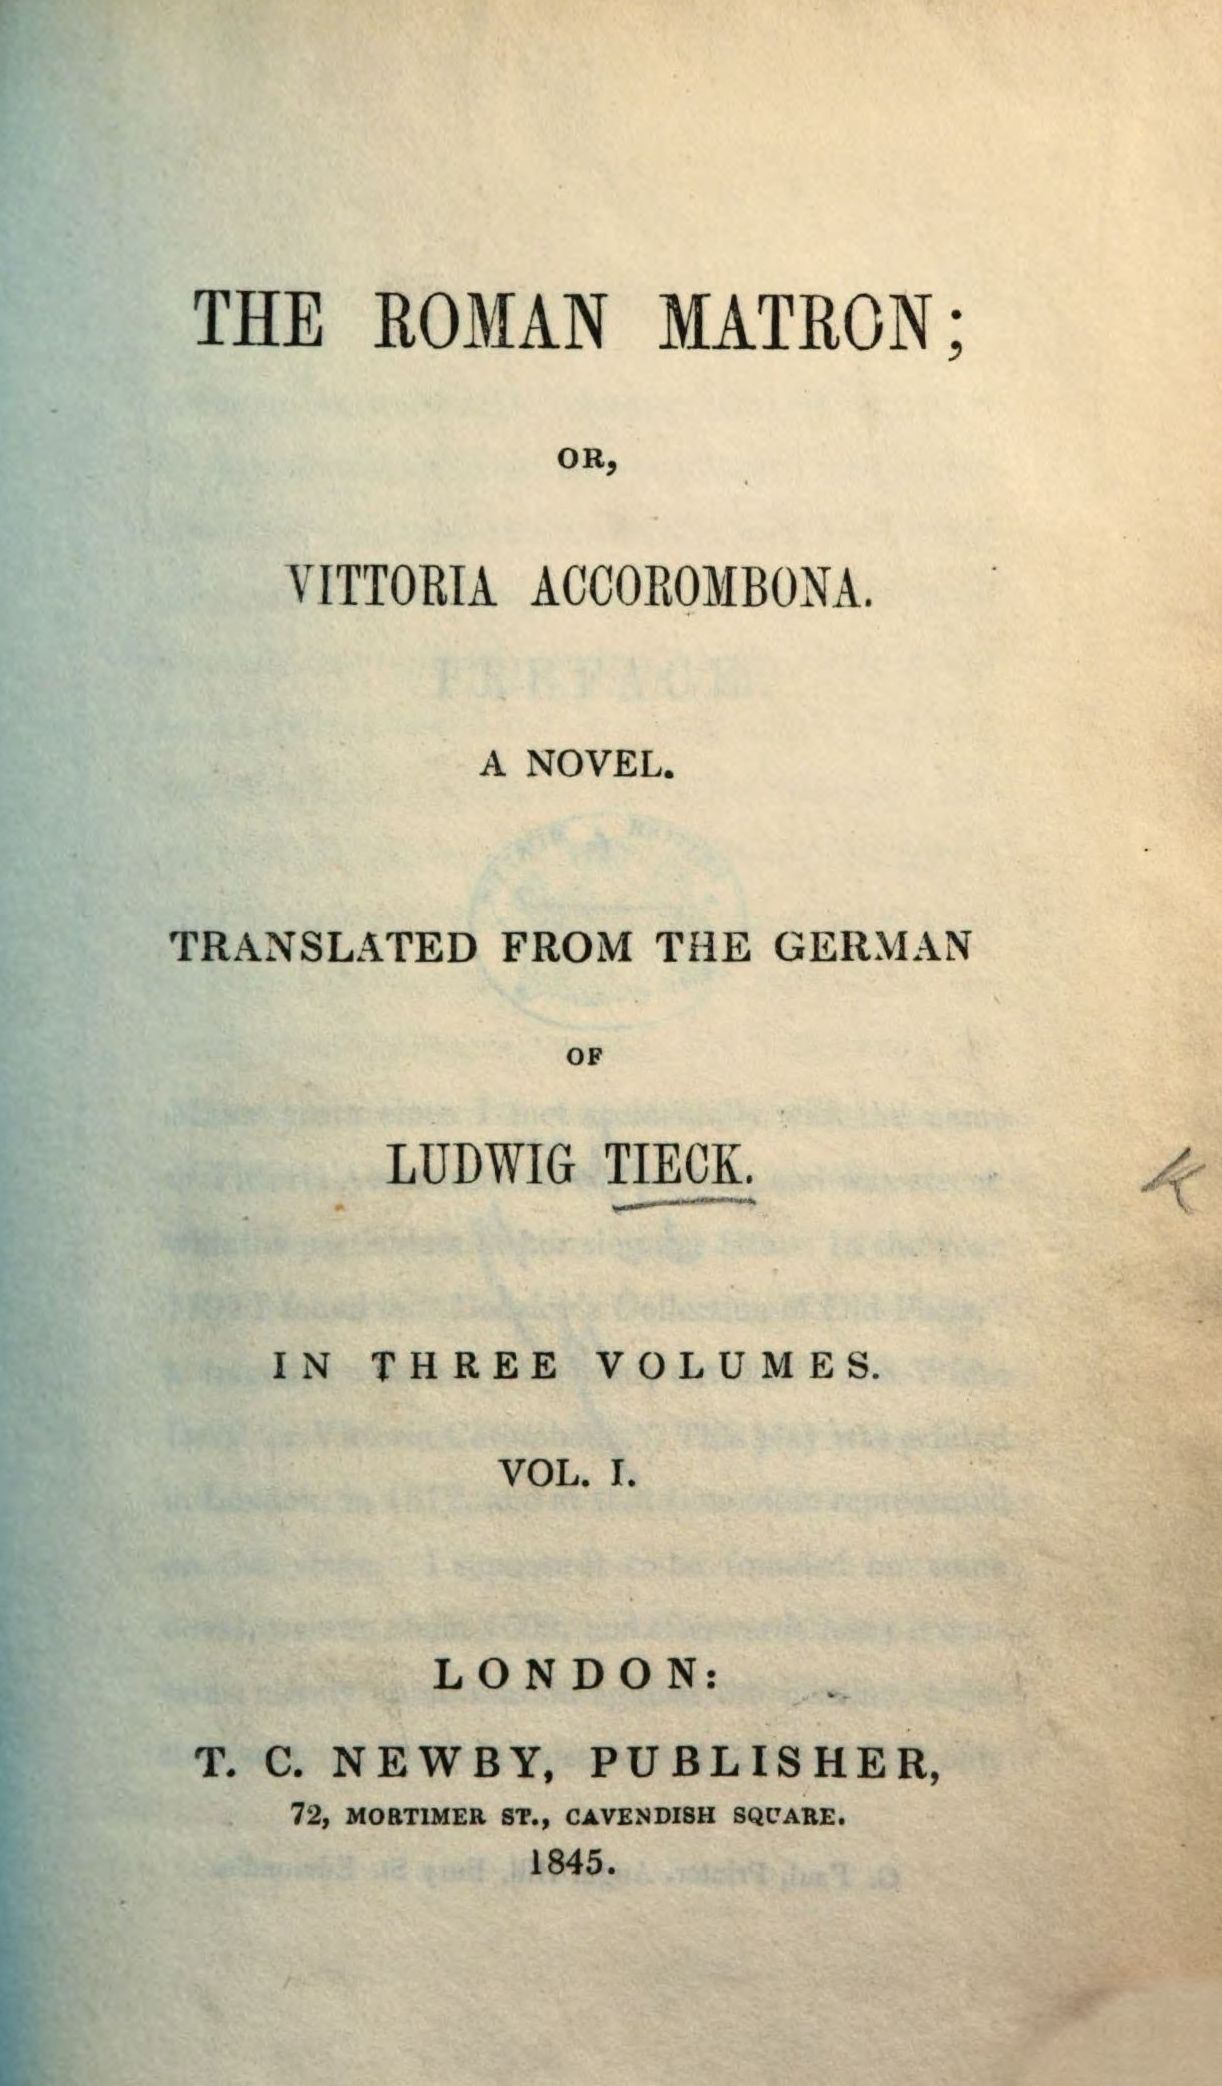 THE ROMAN MATRON;
OR,
VITTORIA ACCOROMBONA.
A NOVEL.
TRANSLATED FROM THE GERMAN
OF
LUDWIG TIECK.
K
IN THREE VOLUMES.
VOL. I.
LONDON:
T. C. NEWBY, PUBLISHER,
72, MORTIMER ST., CAVENDISH SQUARE.
1845.